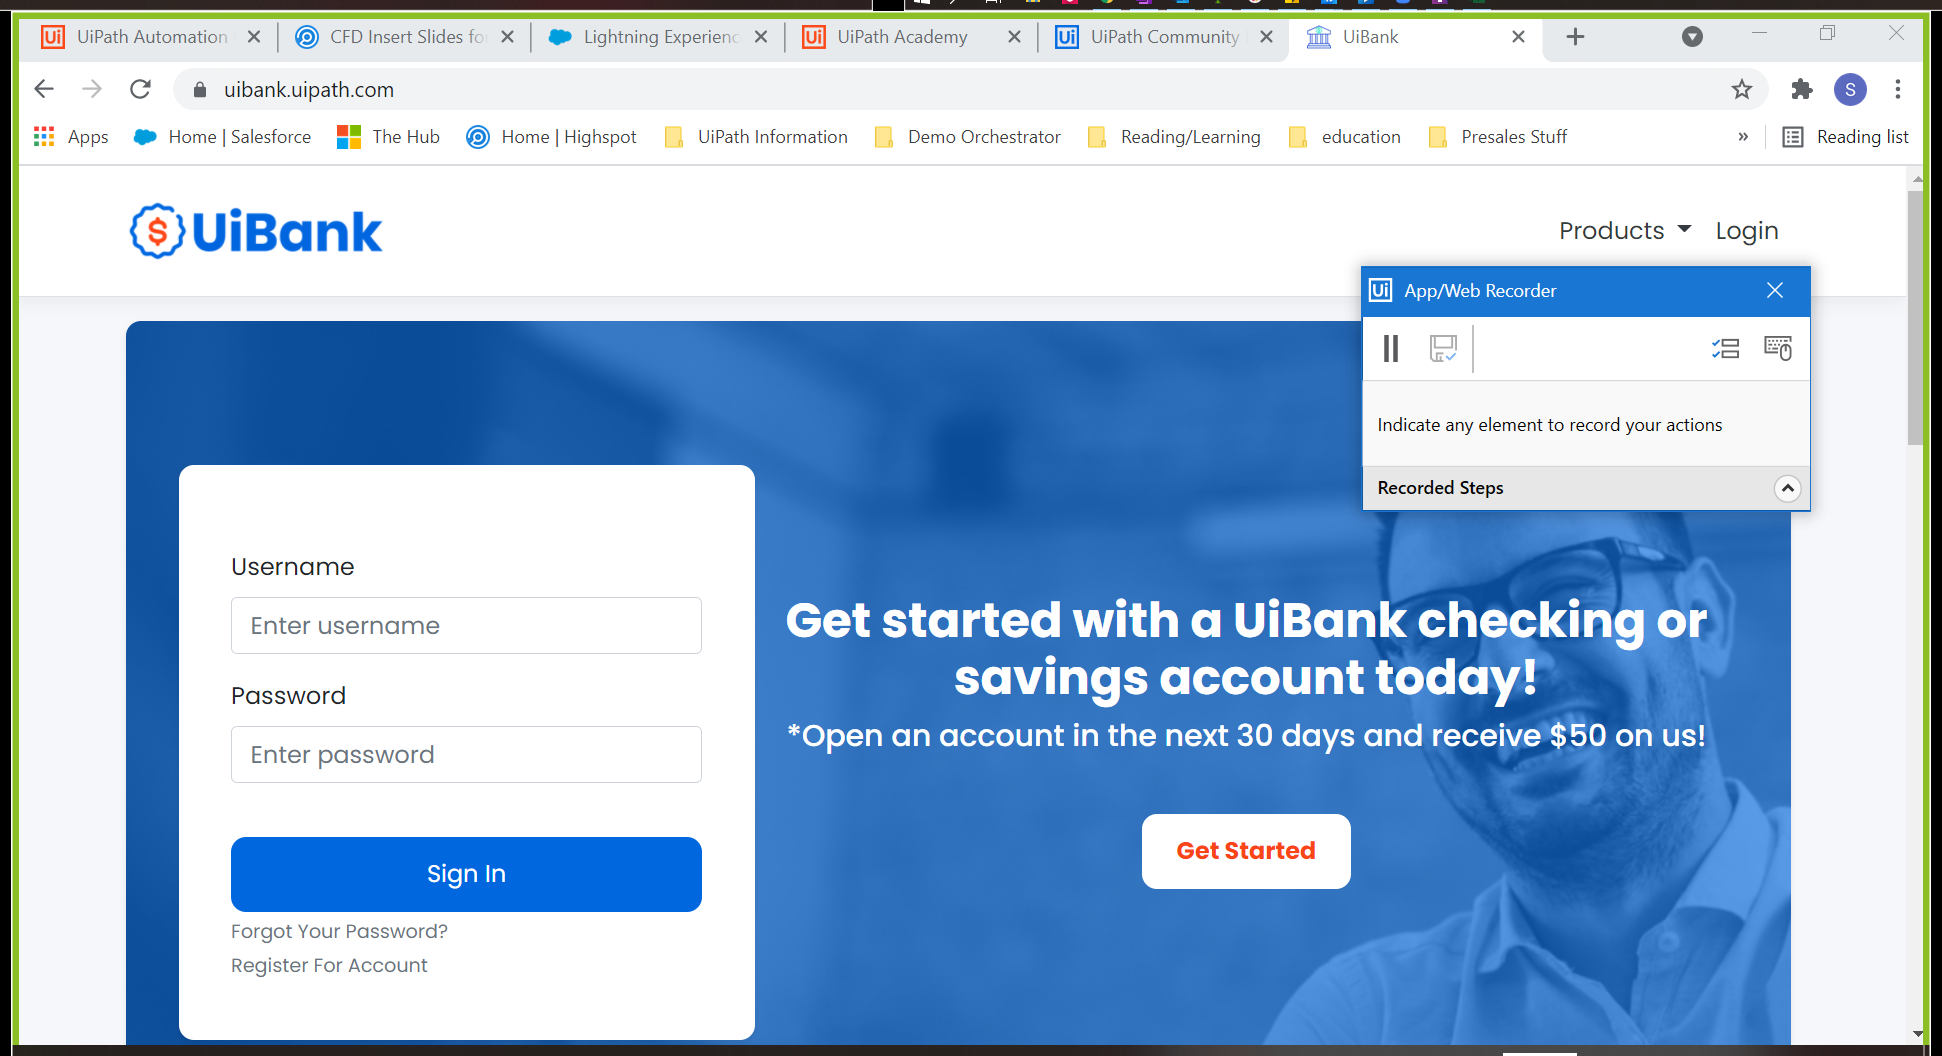 UiPath Automation
CFD Insert Slides fo
Lightning Experienc
UiPath Academy
UiPath Community
UiBank
uibank.uipath.com
S
Apps
Home | Salesforce
The Hub
Home | Highspot
UiPath Information
Demo Orchestrator
Reading/Learning
education
Presales Stuff
»
Reading list
$ UiBank
Products
Login
Ui App/Web Recorder
Indicate any element to record your actions
Recorded Steps
Username
Enter username
Password
Enter password
Sign In
Forgot Your Password?
Register For Account
Get started with a UiBank checking or
savings account today!
*Open an account in the next 30 days and receive $50 on us!
Get Started